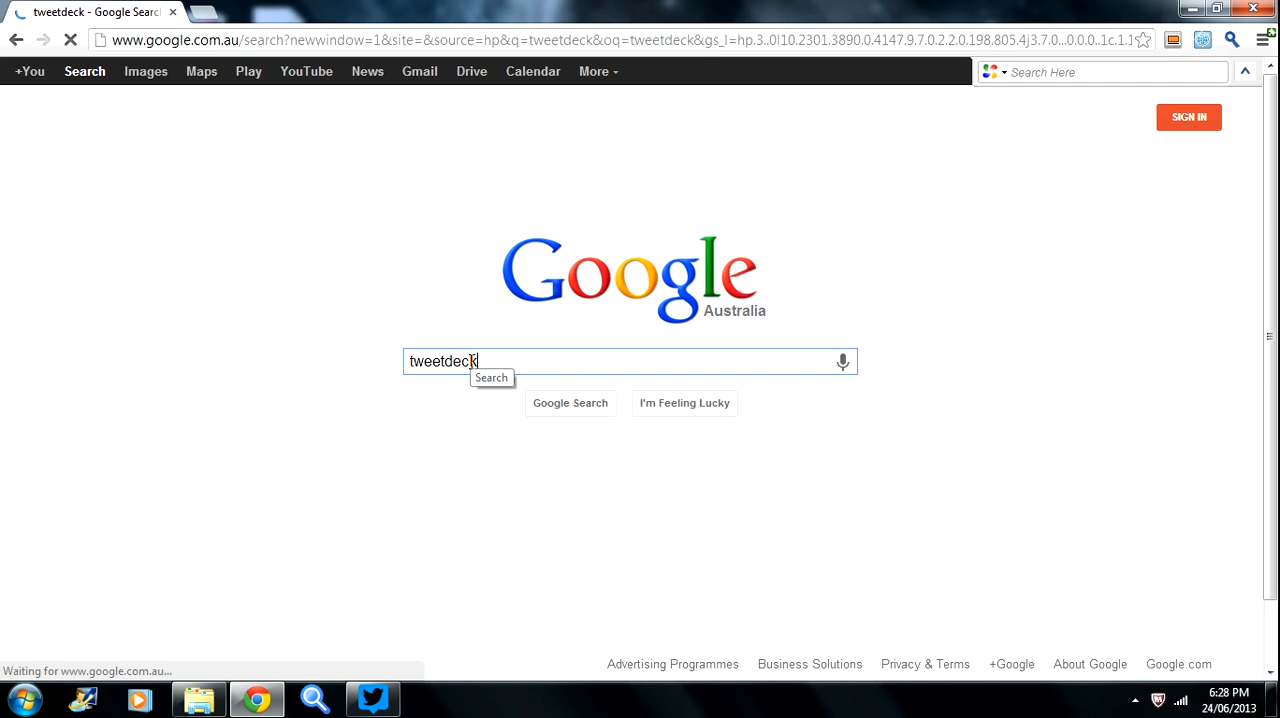 tweetdeck - Google Searc
www.google.com.au/search?newwindow=1&site=&source=hp&q=tweetdeck&oq=tweetdeck&gs_l=hp.3..0l10.2301.3890.0.4147.9.7.0.2.2.0.198.805.4j3.7.0...0.0.0..1c.1.1
+You Search Images Maps Play YouTube News Gmail Drive Calendar More
Search Here
SIGN IN
Google
Australia
tweetdeck
Search
Google Search I'm Feeling Lucky
Advertising Programmes Business Solutions Privacy & Terms +Google About Google Google.com
Waiting for www.google.com.au...
6:28 PM
24/06/2013